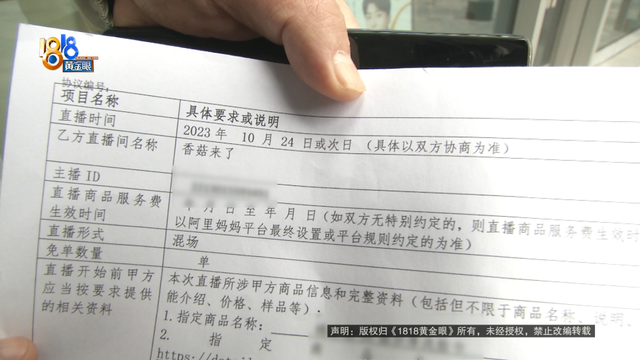 1818
黄金眼
协议编号：
项目名称
具体要求或说明
直播时间
2023年 10 月 24 日或次日（具体以双方协商为准）
乙方直播间名称
香菇来了
主播 ID
直播商品服务费
生效时间
月 日 至 年 月 日（如双方无特别约定的，则直播商品服务费生效时
以阿里妈妈平台最终设置或平台规则约定的为准）
直播形式
混场
免单数量
单
直播开始前甲方
应当按要求提供
的相关资料
本次直播所涉甲方商品信息和完整资料（包括但不限于商品名称、说明、
能介绍、价格、样品等）.
1.指定商品名称:
2. 指 定
声明：版权归《1818黄金眼》所有，未经授权，禁止改编转载